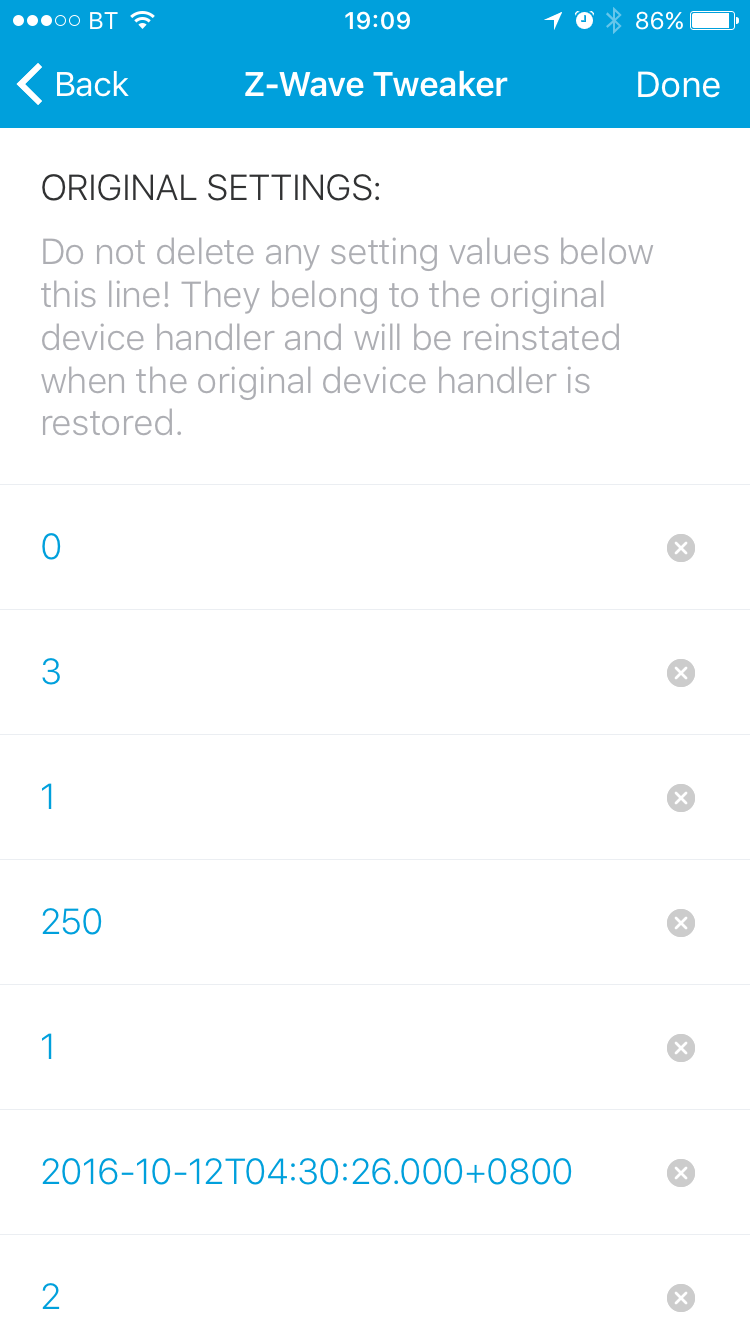 BT 19:09 86%
Back Z-Wave Tweaker Done
ORIGINAL SETTINGS:
Do not delete any setting values below
this line! They belong to the original
device handler and will be reinstated
when the original device handler is
restored.
0
3
1
250
1
2016-10-12T04:30:26.000+0800
2